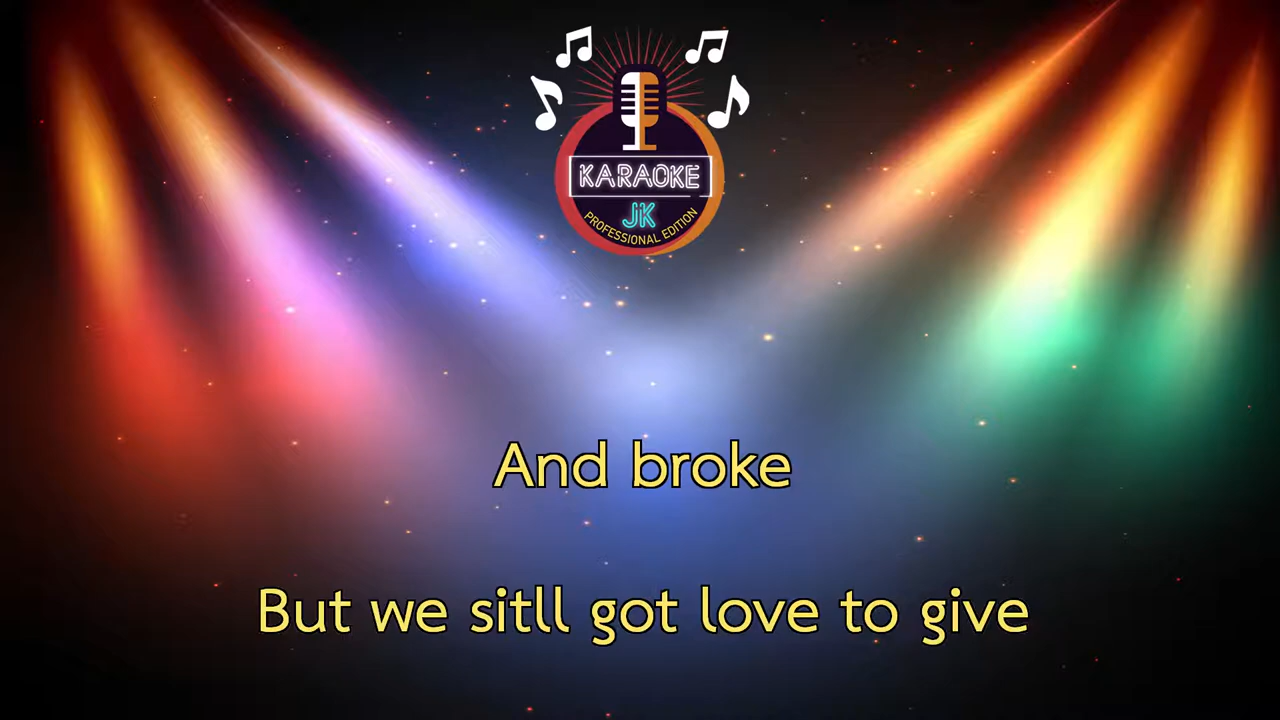 KARAOKE
JK
PROFESSIONAL EDITION
And broke
But we sitll got love to give